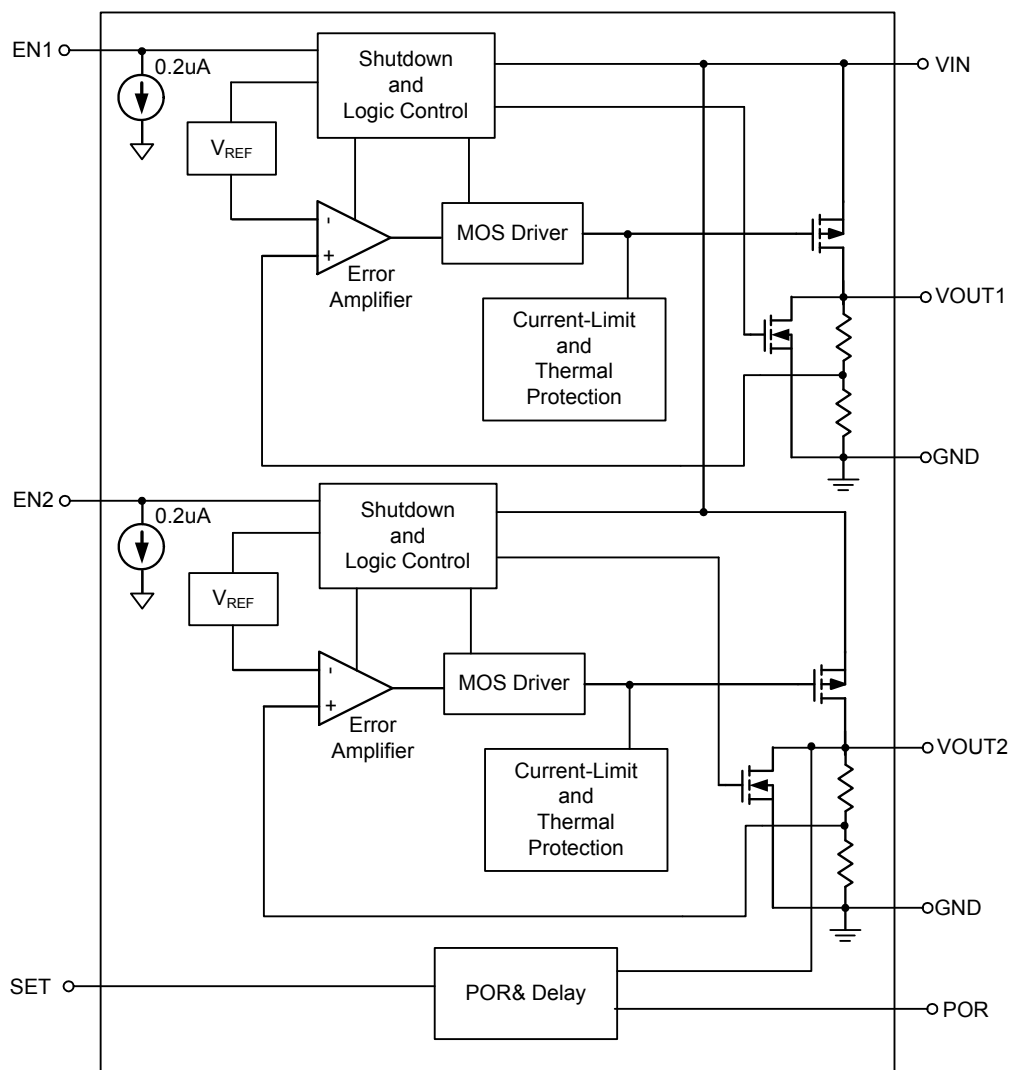 EN1
0.2uA
Shutdown
and
Logic Control
VIN
VREF
-
+
Error
Amplifier
MOS Driver
Current-Limit
and
Thermal
Protection
VOUT1
GND
EN2
0.2uA
Shutdown
and
Logic Control
VREF
-
+
Error
Amplifier
MOS Driver
Current-Limit
and
Thermal
Protection
VOUT2
GND
SET
POR& Delay
POR